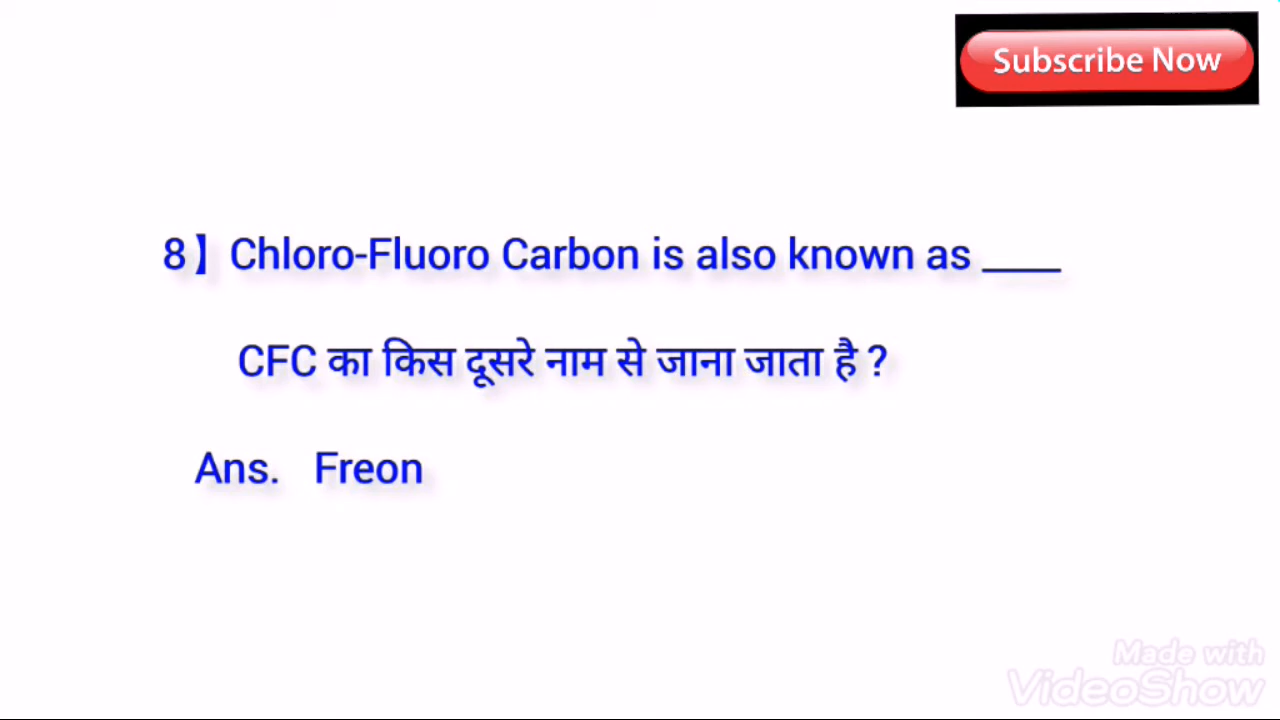 Subscribe Now
8】Chloro-Fluoro Carbon is also known as ____
CFC का किस दूसरे नाम से जाना जाता है ?
Ans. Freon
Made with
VideoShow